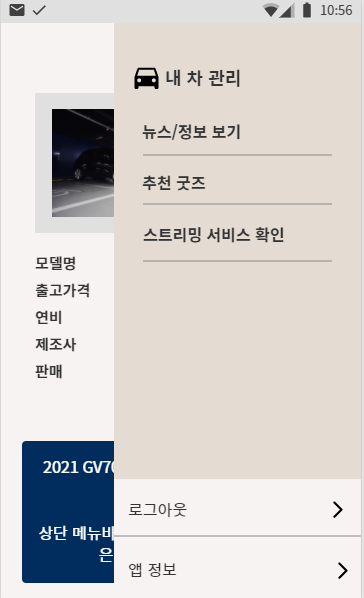 10:56
내 차 관리
뉴스/정보 보기
추천 굿즈
스트리밍 서비스 확인
모델명
출고가격
연비
제조사
판매
2021 GV70
상단 메뉴바
은
로그아웃
앱 정보